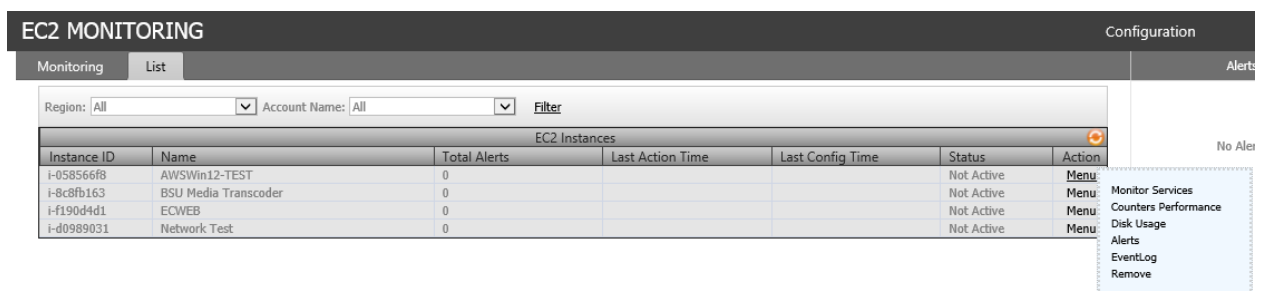 EC2 MONITORING Configuration
Monitoring List Alerts
Region: All Account Name: All Filter
EC2 Instances
No Aler
Instance ID Name Total Alerts Last Action Time Last Config Time Status Action
i-058566f8 AWSWin12-TEST 0 Not Active Menu
i-8c8fb163 BSU Media Transcoder 0 Not Active Menu
i-f190d4d1 ECWEB 0 Not Active Menu
i-d0989031 Network Test 0 Not Active Menu
Monitor Services
Counters Performance
Disk Usage
Alerts
EventLog
Remove